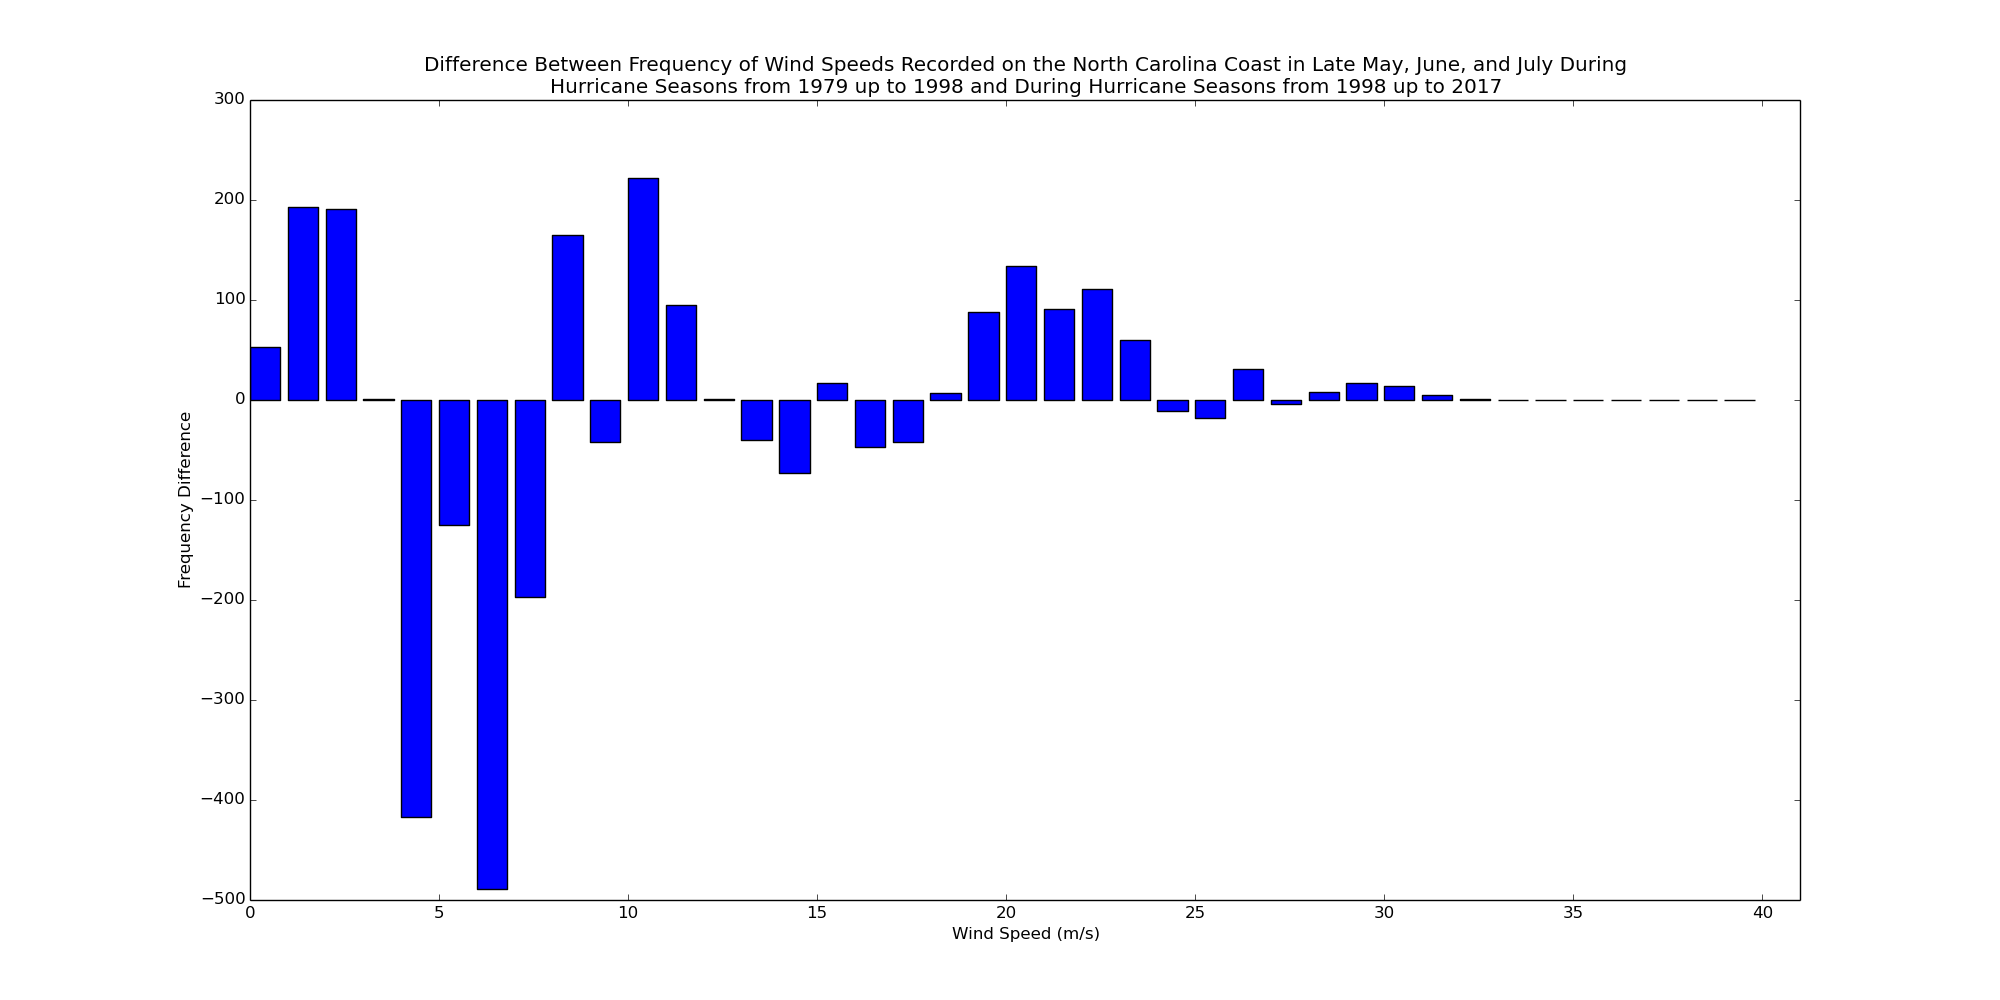 Difference Between Frequency of Wind Speeds Recorded on the North Carolina Coast in Late May, June, and July During
Hurricane Seasons from 1979 up to 1998 and During Hurricane Seasons from 1998 up to 2017
300
200
100
0
−100
−200
−300
−400
−500
Frequency Difference
0 5 10 15 20 25 30 35 40
Wind Speed (m/s)